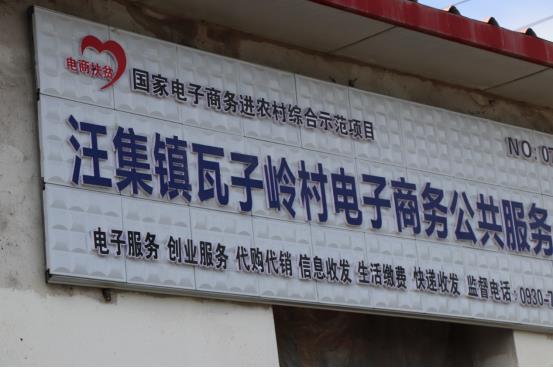 电商扶贫
国家电子商务进农村综合示范项目
NO: 07
汪集镇瓦子岭村电子商务公共服务
电子服务 创业服务 代购代销 信息收发 生活缴费 快递收发 监督电话:0930-7